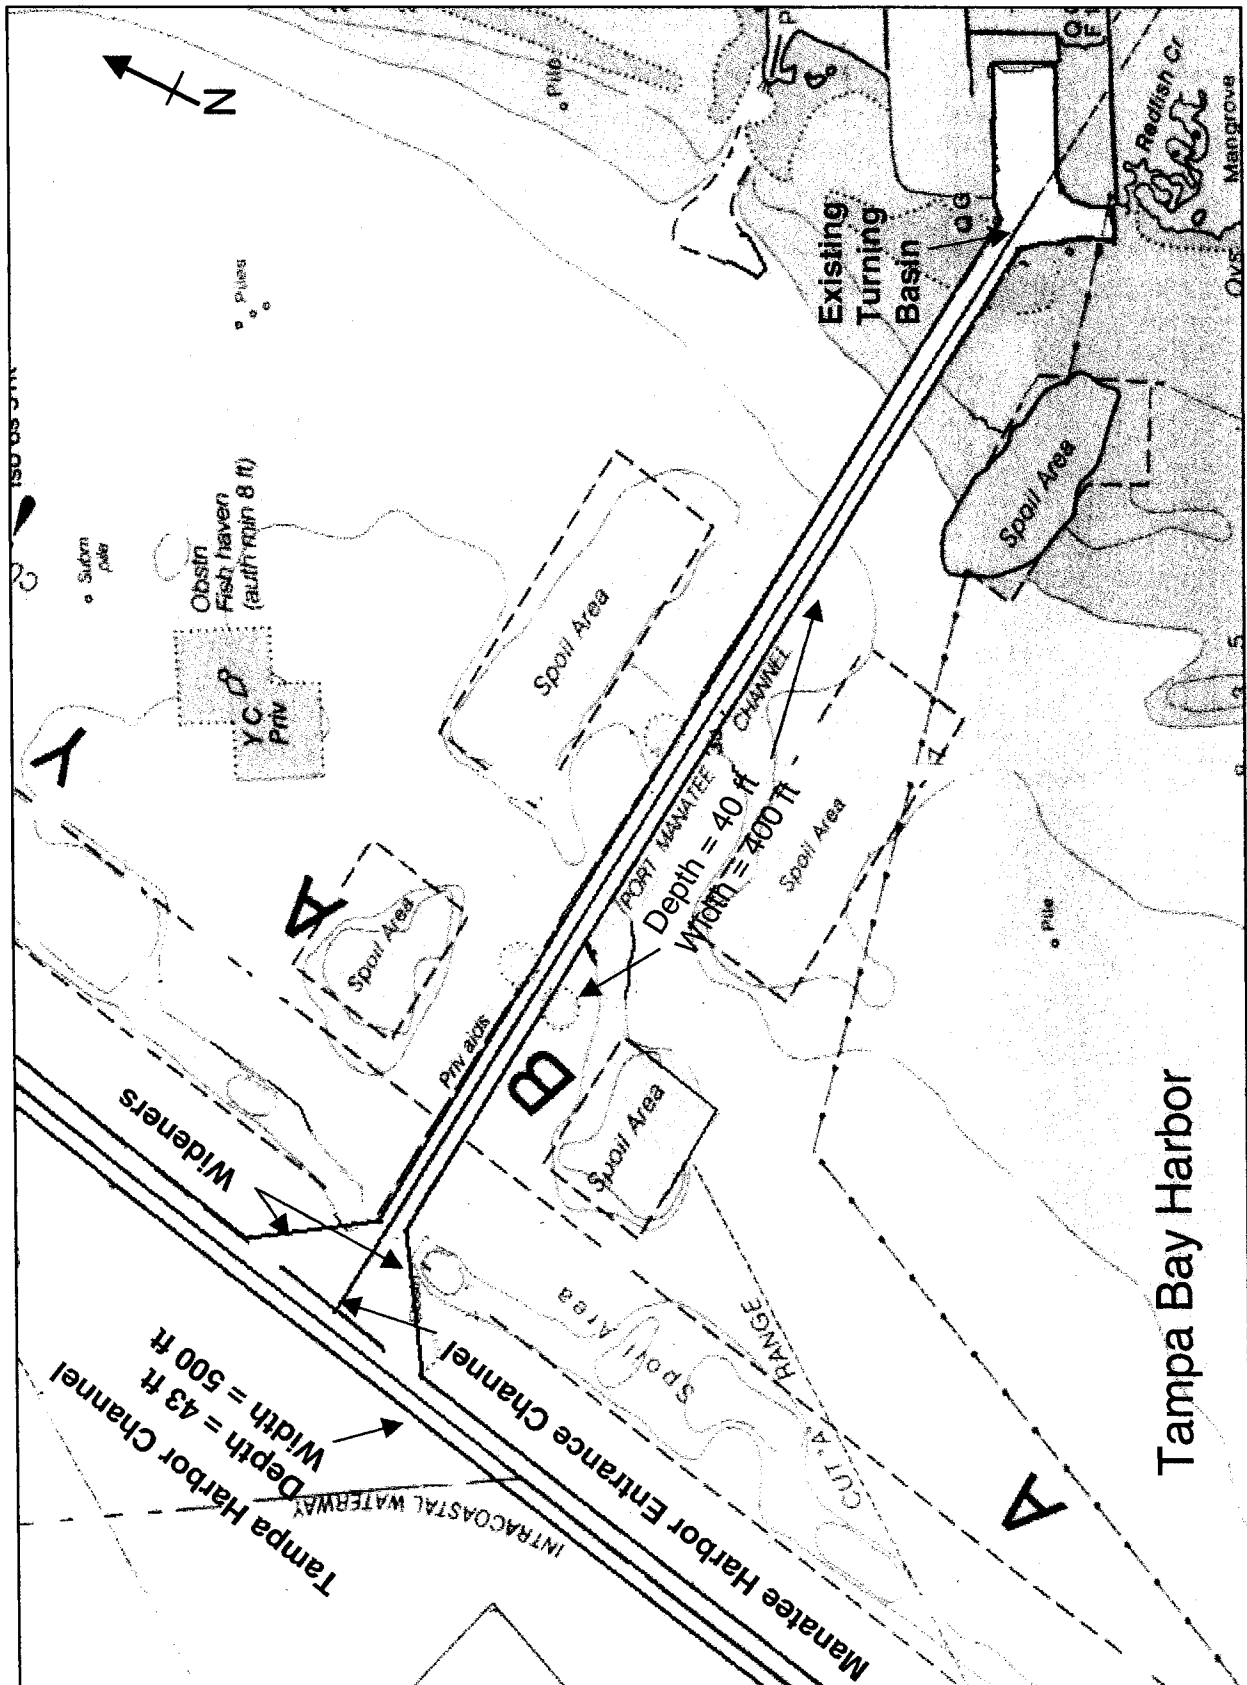 N
Pile
P
Q G
F
Redfish Cr
Mangrove
Piles
Existing
Turning
Basin
Q G
Subm
pile
Obstn
Fish haven
(auth min 8 ft)
Y C
Priv
Y
Spoil Area
Spoil Area
PORT MANATEE
CHANNEL
Depth = 40 ft
Width = 400 ft
Spoil Area
5
Pile
A
Spoil Area
Priv aids
B
Spoil Area
Wideners
Tampa Harbor Channel
Depth = 43 ft
Width = 500 ft
INTRACOASTAL WATERWAY
Manatee Harbor Entrance Channel
Spoil Area
CUT "A" RANGE
A
Tampa Bay Harbor